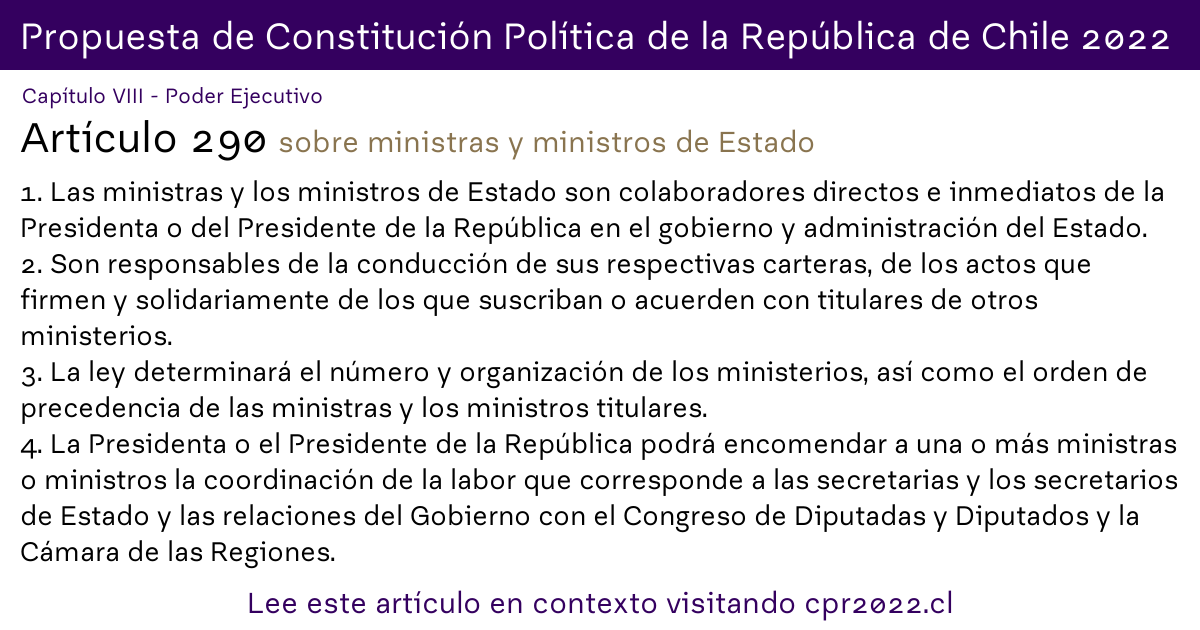 Propuesta de Constitución Política de la República de Chile 2022
Capítulo VIII - Poder Ejecutivo
Artículo 290 sobre ministras y ministros de Estado
1. Las ministras y los ministros de Estado son colaboradores directos e inmediatos de la
Presidenta o del Presidente de la República en el gobierno y administración del Estado.
2. Son responsables de la conducción de sus respectivas carteras, de los actos que
firmen y solidariamente de los que suscriban o acuerden con titulares de otros
ministerios.
3. La ley determinará el número y organización de los ministerios, así como el orden de
precedencia de las ministras y los ministros titulares.
4. La Presidenta o el Presidente de la República podrá encomendar a una o más ministras
o ministros la coordinación de la labor que corresponde a las secretarias y los secretarios
de Estado y las relaciones del Gobierno con el Congreso de Diputadas y Diputados y la
Cámara de las Regiones.
Lee este artículo en contexto visitando cpr2022.cl